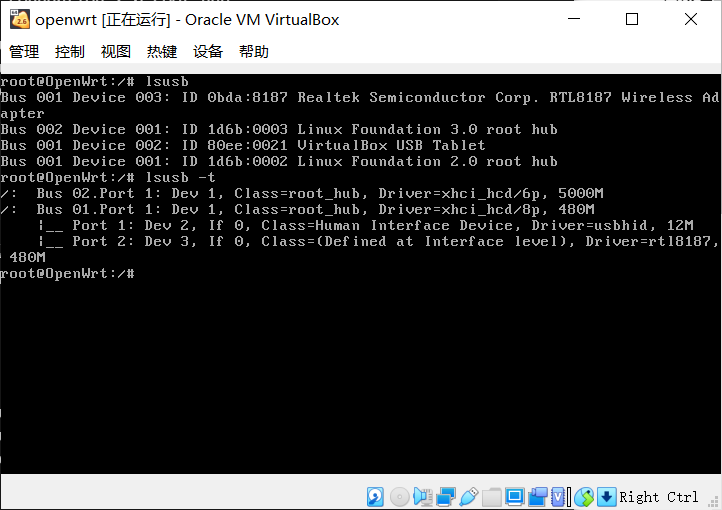 openwrt [正在运行] - Oracle VM VirtualBox
管理 控制 视图 热键 设备 帮助
root@OpenWrt:/# lsusb
Bus 001 Device 003: ID 0bda:8187 Realtek Semiconductor Corp. RTL8187 Wireless Ad
apter
Bus 002 Device 001: ID 1d6b:0003 Linux Foundation 3.0 root hub
Bus 001 Device 002: ID 80ee:0021 VirtualBox USB Tablet
Bus 001 Device 001: ID 1d6b:0002 Linux Foundation 2.0 root hub
root@OpenWrt:/# lsusb -t
/:  Bus 02.Port 1: Dev 1, Class=root_hub, Driver=xhci_hcd/6p, 5000M
/:  Bus 01.Port 1: Dev 1, Class=root_hub, Driver=xhci_hcd/8p, 480M
    |__ Port 1: Dev 2, If 0, Class=Human Interface Device, Driver=usbhid, 12M
    |__ Port 2: Dev 3, If 0, Class=(Defined at Interface level), Driver=rtl8187,
 480M
root@OpenWrt:/#
Right Ctrl